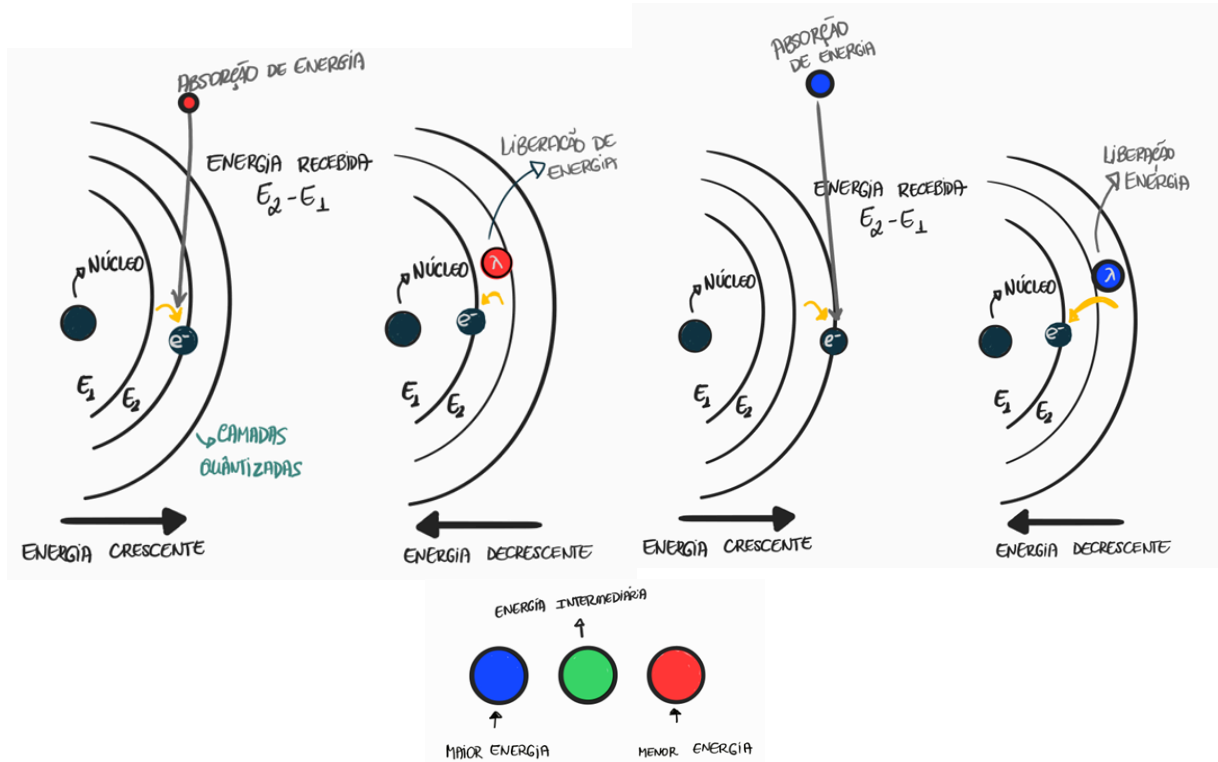 ABSORÇÃO DE ENERGIA
ENERGIA RECEBIDA
E₂-E₁
NÚCLEO
e⁻
E₁
E₂
CAMADAS
QUÂNTIZADAS
ENERGIA CRESCENTE
LIBERAÇÃO DE
ENERGIA
λ
NÚCLEO
e⁻
E₁
E₂
ENERGIA DECRESCENTE
ABSORÇÃO
DE ENERGIA
ENERGIA RECEBIDA
E₂-E₁
NÚCLEO
e⁻
E₁
E₂
ENERGIA CRESCENTE
LIBERAÇÃO
ENERGIA
λ
NÚCLEO
e⁻
E₁
E₂
ENERGIA DECRESCENTE
ENERGIA INTERMEDIÁRIA
MAIOR ENERGIA
MENOR ENERGIA